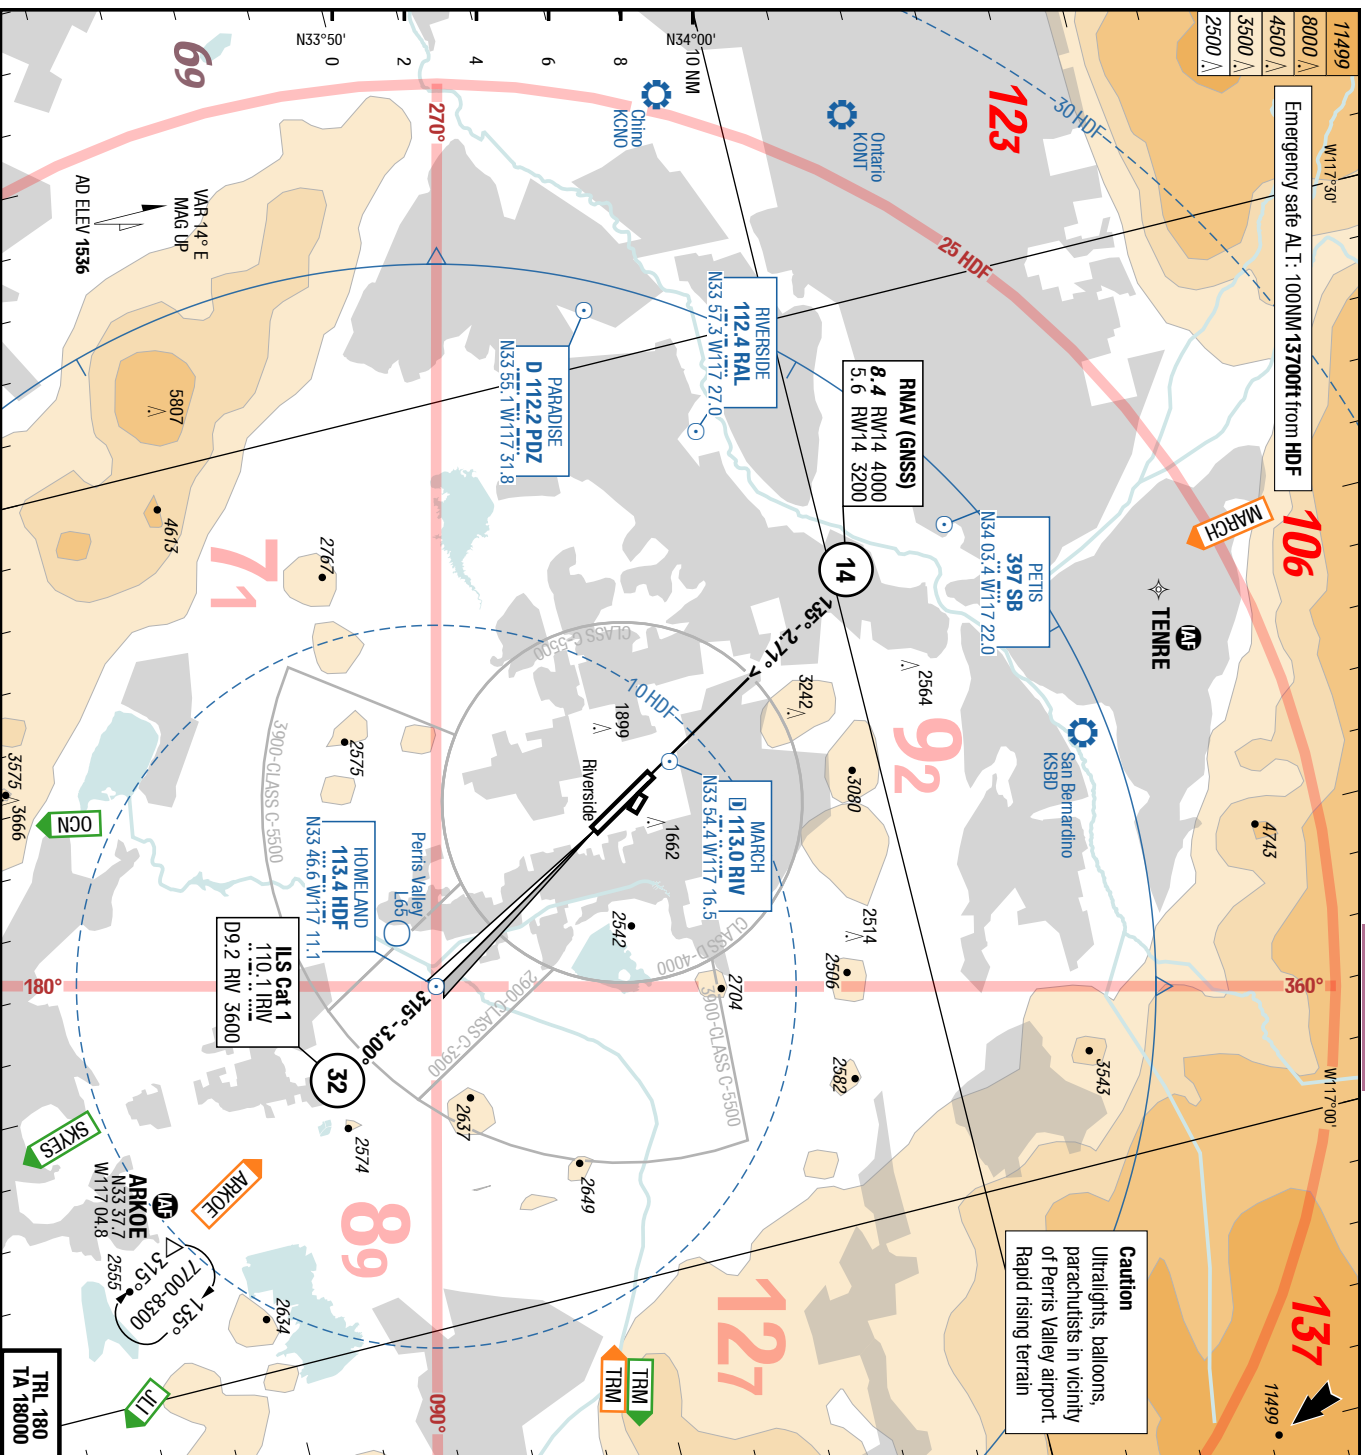 11499
8000
4500
3500
2500
Emergency safe ALT: 100NM 13700ft from HDF
W117°30'
W117°00'
N33°50'
N34°00'
0
2
4
6
8
10 NM
123
106
137
69
71
92
89
127
30 HDF
25 HDF
10 HDF
270°
360°
180°
090°
Chino
KCNO
Ontario
KONT
San Bernardino
KSBD
Perris Valley
L65
Riverside
VAR 14° E
MAG UP
AD ELEV 1536
RIVERSIDE
112.4 RAL
N33 57.3 W117 27.0
PARADISE
D 112.2 PDZ
N33 55.1 W117 31.8
PETIS
397 SB
N34 03.4 W117 22.0
MARCH
D 113.0 RIV
N33 54.4 W117 16.5
HOMELAND
113.4 HDF
N33 46.6 W117 11.1
RNAV (GNSS)
8.4 RW14 4000
5.6 RW14 3200
ILS Cat 1
110.1 IRIV
D9.2 RIV 3600
14
135° - 2.71°
32
315° - 3.00°
IAF
TENRE
IAF
ARKOE
N33 37.7
W117 04.8
315°
7700-8300
135°
MARCH
ARKOE
OCN
SKYES
JLI
TRM
TRM
CLASS C-5500
CLASS D-4000
3900-CLASS C-5500
2900-CLASS C-3900
3900-CLASS C-5500
5807
4613
2767
2575
3575
3666
1899
1662
3242
2564
3080
4743
2514
2506
2542
2704
2582
3543
2637
2574
2649
2555
2634
11499
Caution
Ultralights, balloons,
parachutists in vicinity
of Perris Valley airport.
Rapid rising terrain
TRL 180
TA 18000